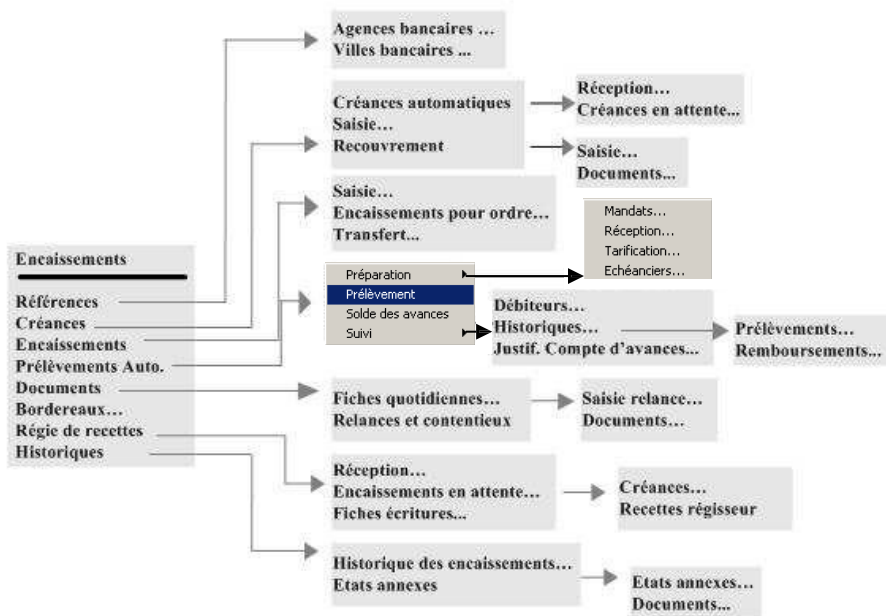 Encaissements
Références
Créances
Encaissements
Prélèvements Auto.
Documents
Bordereaux…
Régie de recettes
Historiques
Agences bancaires …
Villes bancaires ...
Créances automatiques
Saisie…
Recouvrement
Réception…
Créances en attente...
Saisie…
Documents...
Saisie…
Encaissements pour ordre…
Transfert...
Préparation
Prélèvement
Solde des avances
Suivi
Mandats...
Réception...
Tarification...
Echéanciers...
Débiteurs…
Historiques…
Justif. Compte d’avances...
Prélèvements…
Remboursements...
Fiches quotidiennes…
Relances et contentieux
Saisie relance…
Documents…
Réception…
Encaissements en attente…
Fiches écritures...
Créances…
Recettes régisseur
Historique des encaissements…
Etats annexes
Etats annexes…
Documents...